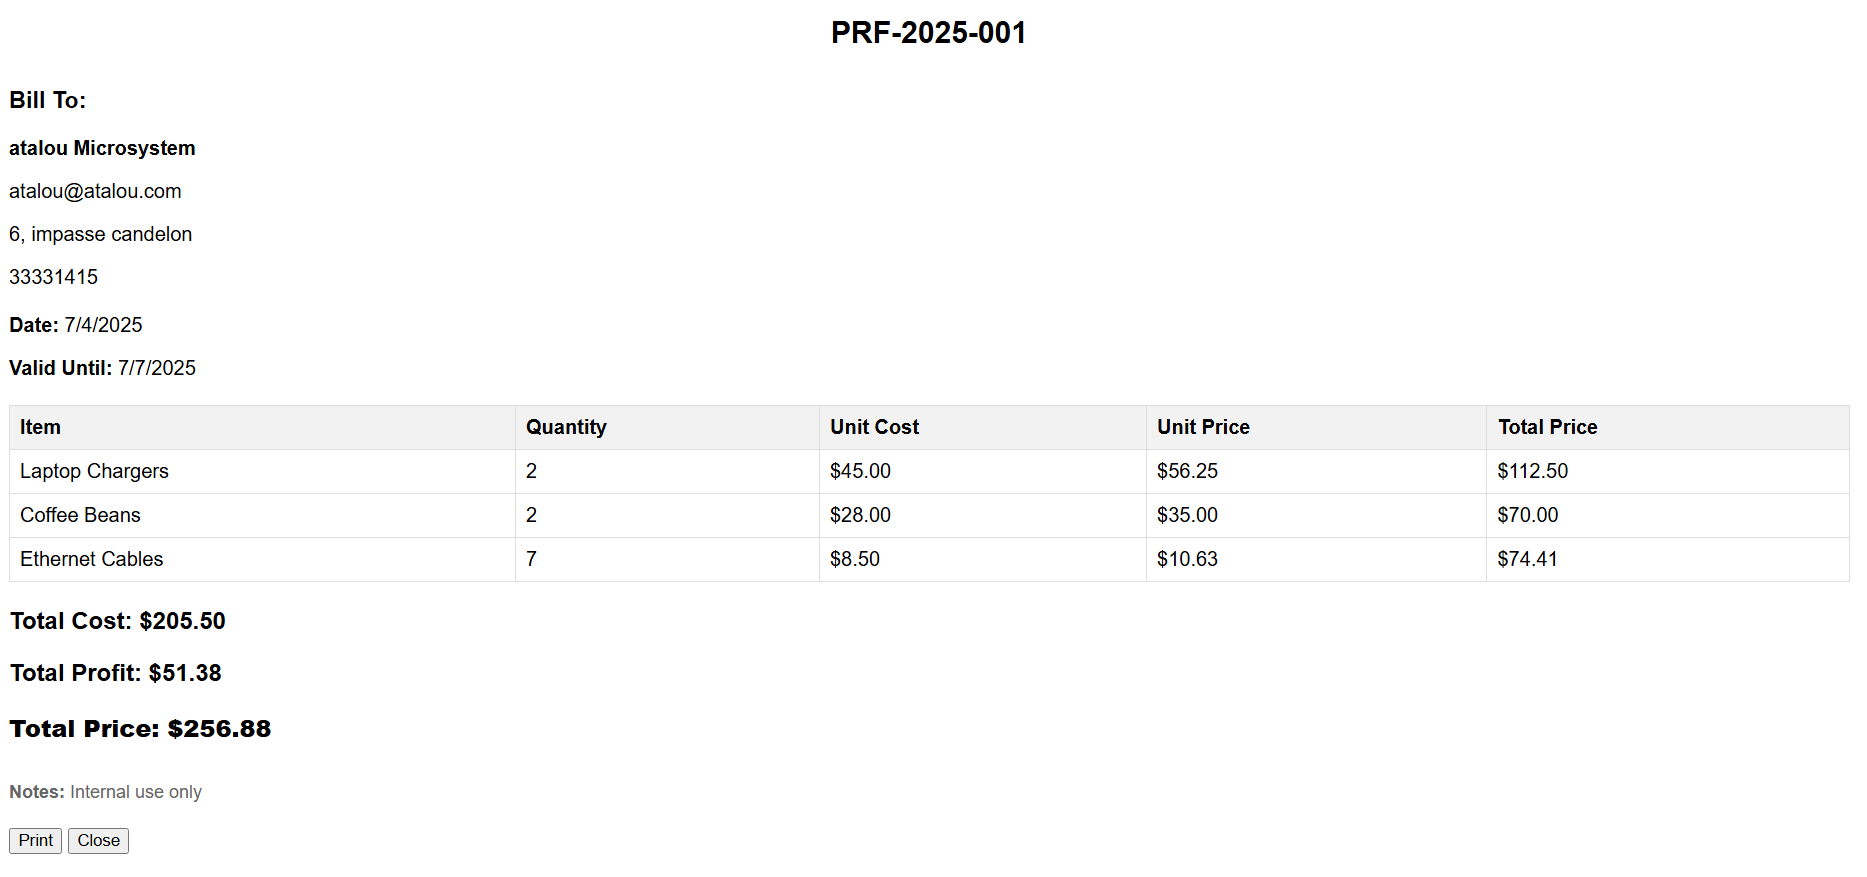 PRF-2025-001
Bill To:
atalou Microsystem
atalou@atalou.com
6, impasse candelon
33331415
Date: 7/4/2025
Valid Until: 7/7/2025
Item Quantity Unit Cost Unit Price Total Price
Laptop Chargers 2 $45.00 $56.25 $112.50
Coffee Beans 2 $28.00 $35.00 $70.00
Ethernet Cables 7 $8.50 $10.63 $74.41
Total Cost: $205.50
Total Profit: $51.38
Total Price: $256.88
Notes: Internal use only
Print Close